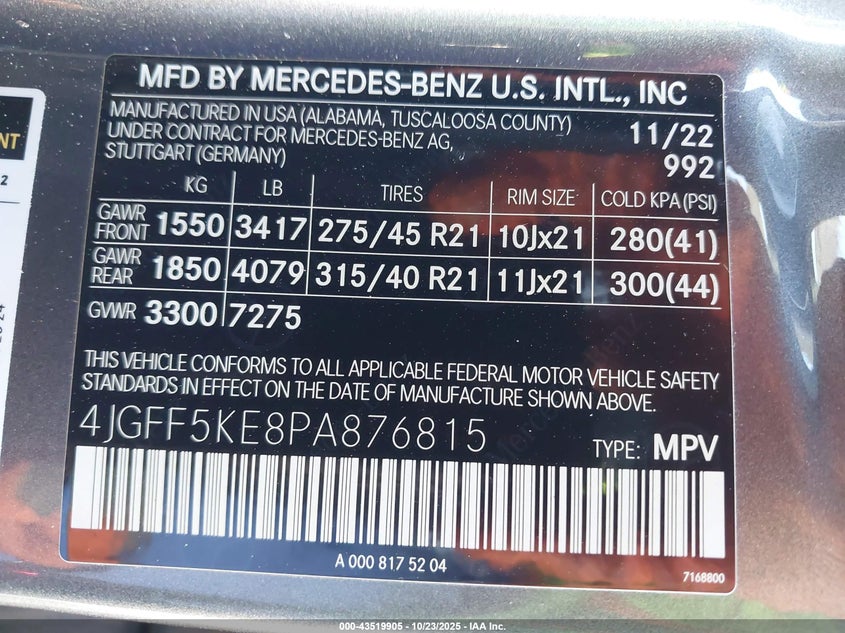 MFD BY MERCEDES-BENZ U.S. INTL., INC
MANUFACTURED IN USA (ALABAMA, TUSCALOOSA COUNTY)
UNDER CONTRACT FOR MERCEDES-BENZ AG,
STUTTGART (GERMANY)
11/22
992
KG LB TIRES RIM SIZE COLD KPA (PSI)
GAWR FRONT 1550 3417 275/45 R21 10Jx21 280(41)
GAWR REAR 1850 4079 315/40 R21 11Jx21 300(44)
GVWR 3300 7275
THIS VEHICLE CONFORMS TO ALL APPLICABLE FEDERAL MOTOR VEHICLE SAFETY
STANDARDS IN EFFECT ON THE DATE OF MANUFACTURE SHOWN ABOVE.
4JGFF5KE8PA876815
TYPE: MPV
A 000 817 52 04
7168800
000-43519905 - 10/23/2025 - IAA Inc.